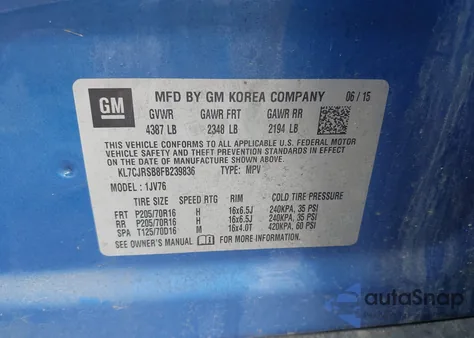 GM
MFD BY GM KOREA COMPANY 06/15
GVWR GAWR FRT GAWR RR
4387 LB 2348 LB 2194 LB
THIS VEHICLE CONFORMS TO ALL APPLICABLE U.S. FEDERAL MOTOR
VEHICLE SAFETY, BUMPER, AND THEFT PREVENTION STANDARDS IN
EFFECT ON THE DATE OF MANUFACTURE SHOWN ABOVE.
KL7CJRSB8FB239836 TYPE: MPV
MODEL: 1JV76
TIRE SIZE SPEED RTG RIM COLD TIRE PRESSURE
FRT P205/70R16 H 16x6.5J 240KPA, 35 PSI
RR P205/70R16 H 16x6.5J 240KPA, 35 PSI
SPA T125/70D16 M 16x4.0T 420KPA, 60 PSI
SEE OWNER'S MANUAL FOR MORE INFORMATION.
autoSnap